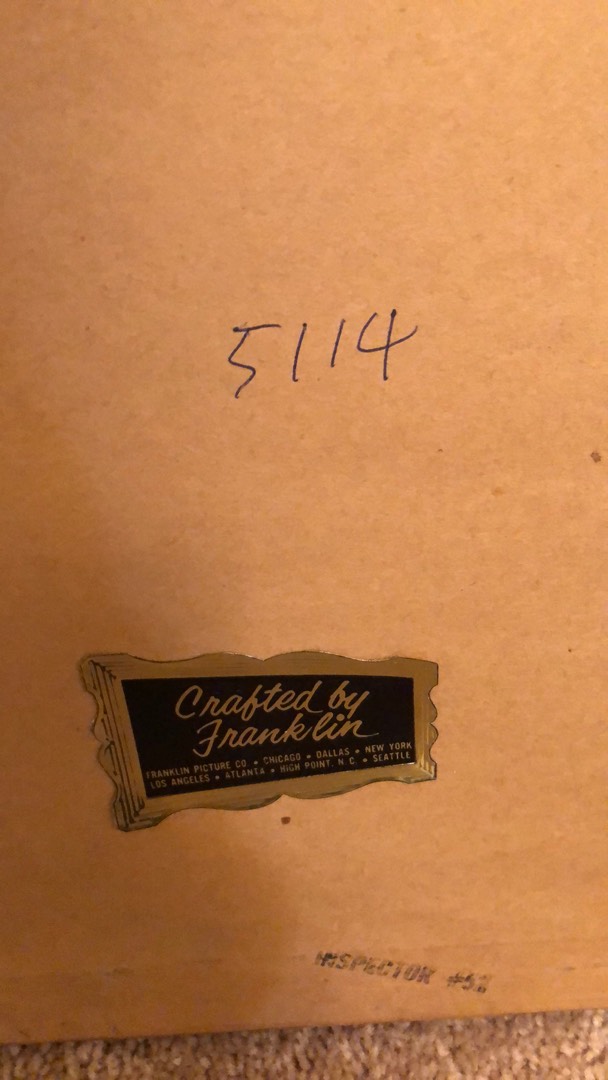 5114
Crafted by
Franklin
FRANKLIN PICTURE CO • CHICAGO • DALLAS • NEW YORK
LOS ANGELES • ATLANTA • HIGH POINT, N. C. • SEATTLE
INSPECTOR